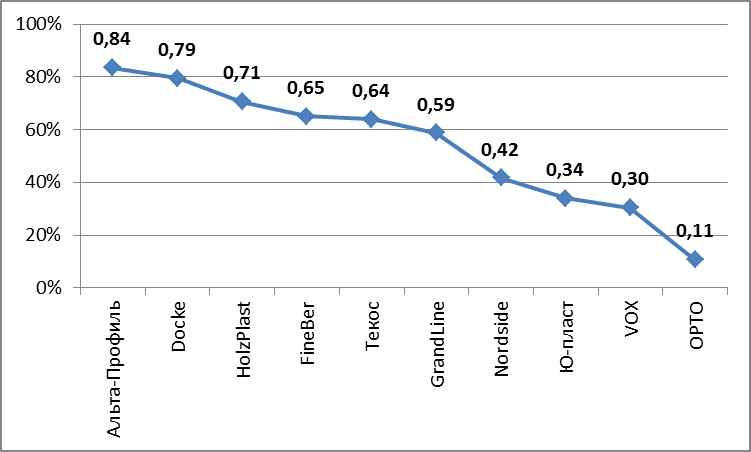 100%
80%
60%
40%
20%
0%
0,84
0,79
0,71
0,65
0,64
0,59
0,42
0,34
0,30
0,11
Альта-Профиль
Docke
HolzPlast
FineBer
Текос
GrandLine
Nordside
Ю-пласт
VOX
ОРТО